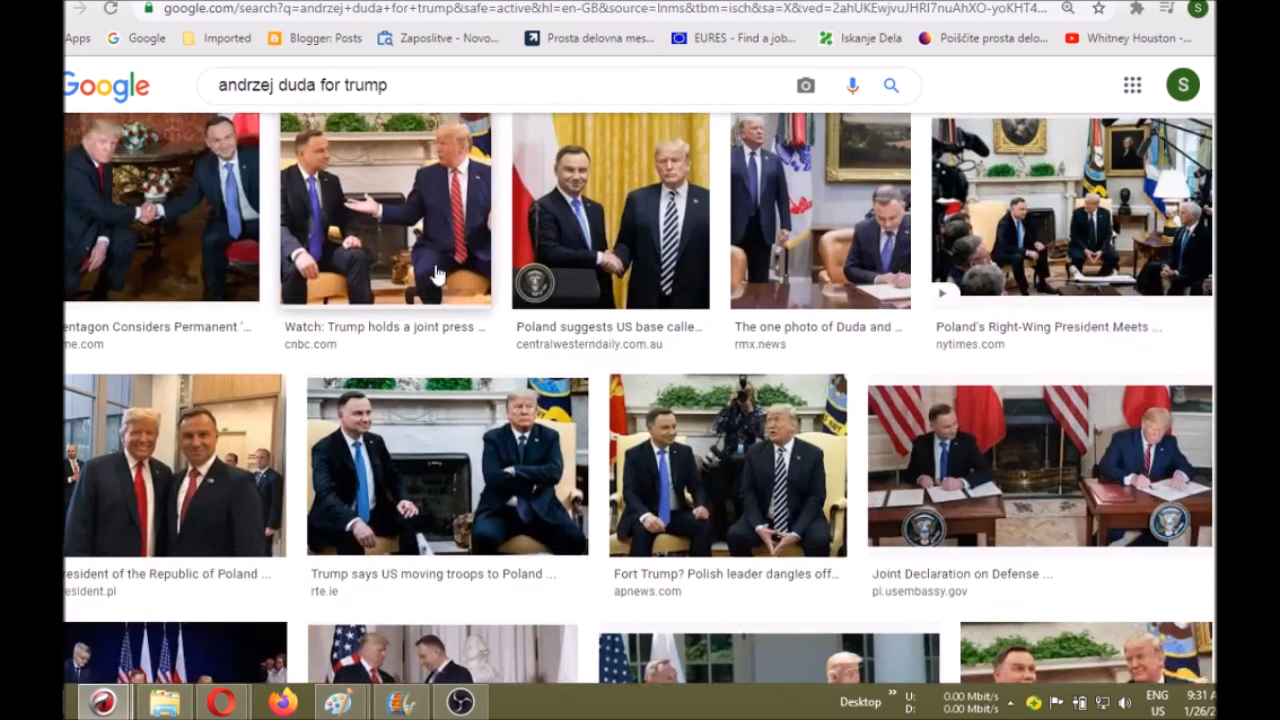 google.com/search?q=andrzej+duda+for+trump&safe=active&hl=en-GB&source=lnms&tbm=isch&sa=X&ved=2ahUKEwjvuJHRl7nuAhXO-yoKHT4...
S
Apps Google Imported Blogger: Posts Zaposlitve - Novo... Prosta delovna mes... EURES - Find a job... Iskanje Dela Poiščite prosta delo... Whitney Houston -...
Google andrzej duda for trump S
entagon Considers Permanent '... Watch: Trump holds a joint press ... Poland suggests US base calle... The one photo of Duda and ... Poland's Right-Wing President Meets ...
ne.com cnbc.com centralwesterndaily.com.au rmx.news nytimes.com
resident of the Republic of Poland ... Trump says US moving troops to Poland ... Fort Trump? Polish leader dangles off... Joint Declaration on Defense ...
esident.pl rte.ie apnews.com pl.usembassy.gov
Desktop » U: 0.00 Mbit/s ENG 9:31
D: 0.00 Mbit/s US 1/26/2